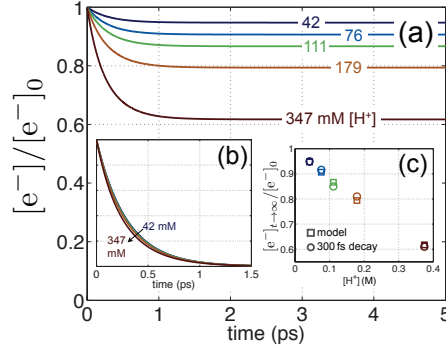 1
0.8
0.6
0.4
0.2
0
[e⁻]/[e⁻]₀
(a)
42
76
111
179
347 mM [H⁺]
0 1 2 3 4 5
time (ps)
(b)
42 mM
347
mM
0 0.5 1 1.5
time (ps)
(c)
1
0.9
0.8
0.7
0.6
[e⁻]t→∞/[e⁻]₀
model
300 fs decay
0 0.1 0.2 0.3 0.4
[H⁺] (M)